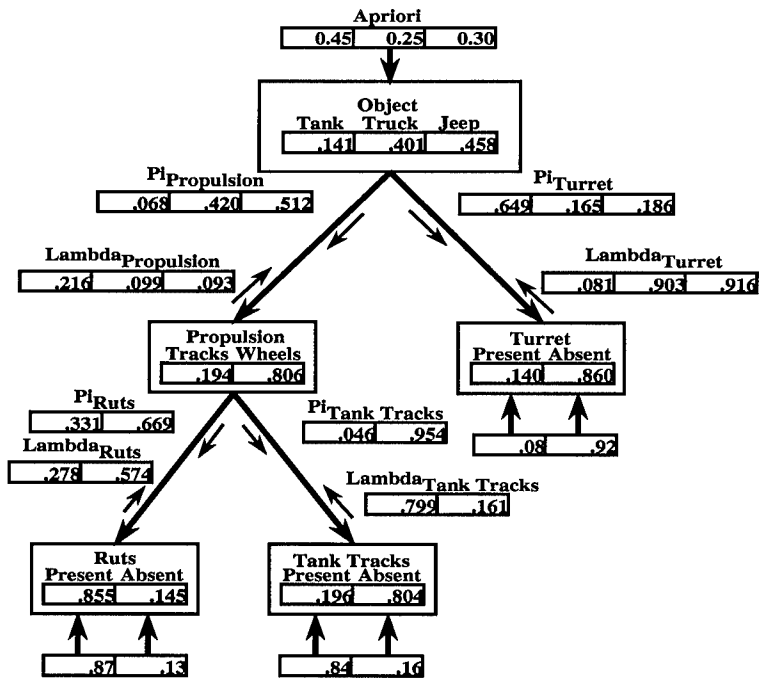 Apriori
0.45 0.25 0.30
Object
Tank Truck Jeep
.141 .401 .458
PiPropulsion
.068 .420 .512
PiTurret
.649 .165 .186
LambdaPropulsion
.216 .099 .093
LambdaTurret
.081 .903 .916
Propulsion
Tracks Wheels
.194 .806
Turret
Present Absent
.140 .860
PiRuts
.331 .669
PiTank Tracks
.046 .954
.08 .92
LambdaRuts
.278 .574
LambdaTank Tracks
.799 .161
Ruts
Present Absent
.855 .145
Tank Tracks
Present Absent
.196 .804
.87 .13
.84 .16